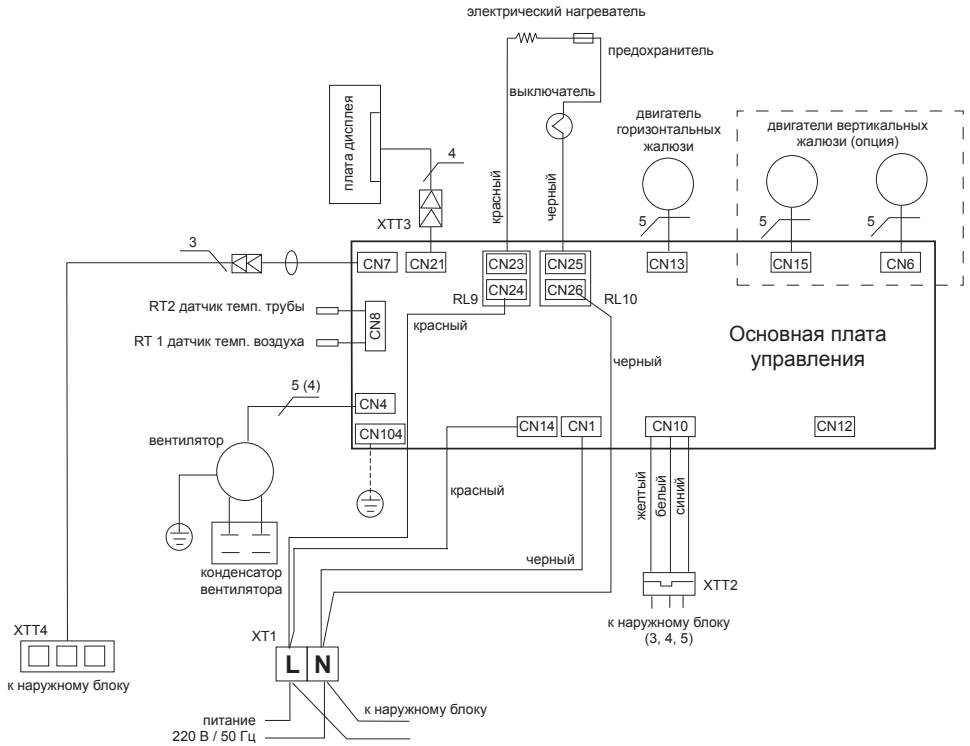 электрический нагреватель
предохранитель
выключатель
плата дисплея
4
XTT3
красный
черный
двигатель
горизонтальных
жалюзи
двигатели вертикальных
жалюзи (опция)
5
5
5
3
CN7
CN21
CN23
CN24
RL9
CN25
CN26
RL10
CN13
CN15
CN6
RT2 датчик темп. трубы
RT 1 датчик темп. воздуха
CN8
красный
черный
Основная плата
управления
5 (4)
CN4
CN104
CN14
CN1
CN10
CN12
вентилятор
красный
желтый
белый
синий
черный
конденсатор
вентилятора
XTT2
к наружному блоку
(3, 4, 5)
XTT4
к наружному блоку
XT1
L
N
к наружному блоку
питание
220 В / 50 Гц